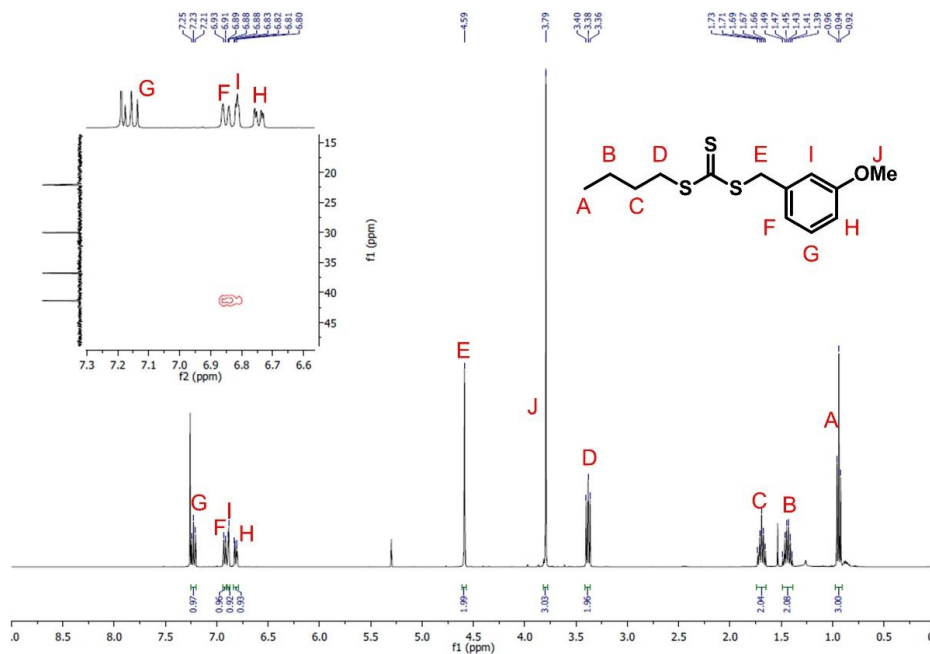 7.25 7.23 7.21 6.93 6.91 6.89 6.88 6.88 6.83 6.82 6.81 6.80
4.59
3.79
3.40 3.38 3.36
1.73 1.71 1.69 1.67 1.66 1.49 1.47 1.45 1.43 1.41 1.39 0.96 0.94 0.92
G F I H
15
20
25
30
35
40
45
f1 (ppm)
7.3 7.2 7.1 7.0 6.9 6.8 6.7 6.6
f2 (ppm)
B D S E I J
OMe
A C S S F H
G
E
J
D
A
G F I H
C B
0.97 0.96 0.92 0.93 1.99 3.03 1.96 2.04 2.08 3.00
.0 8.5 8.0 7.5 7.0 6.5 6.0 5.5 5.0 4.5 4.0 3.5 3.0 2.5 2.0 1.5 1.0 0.5 0
f1 (ppm)